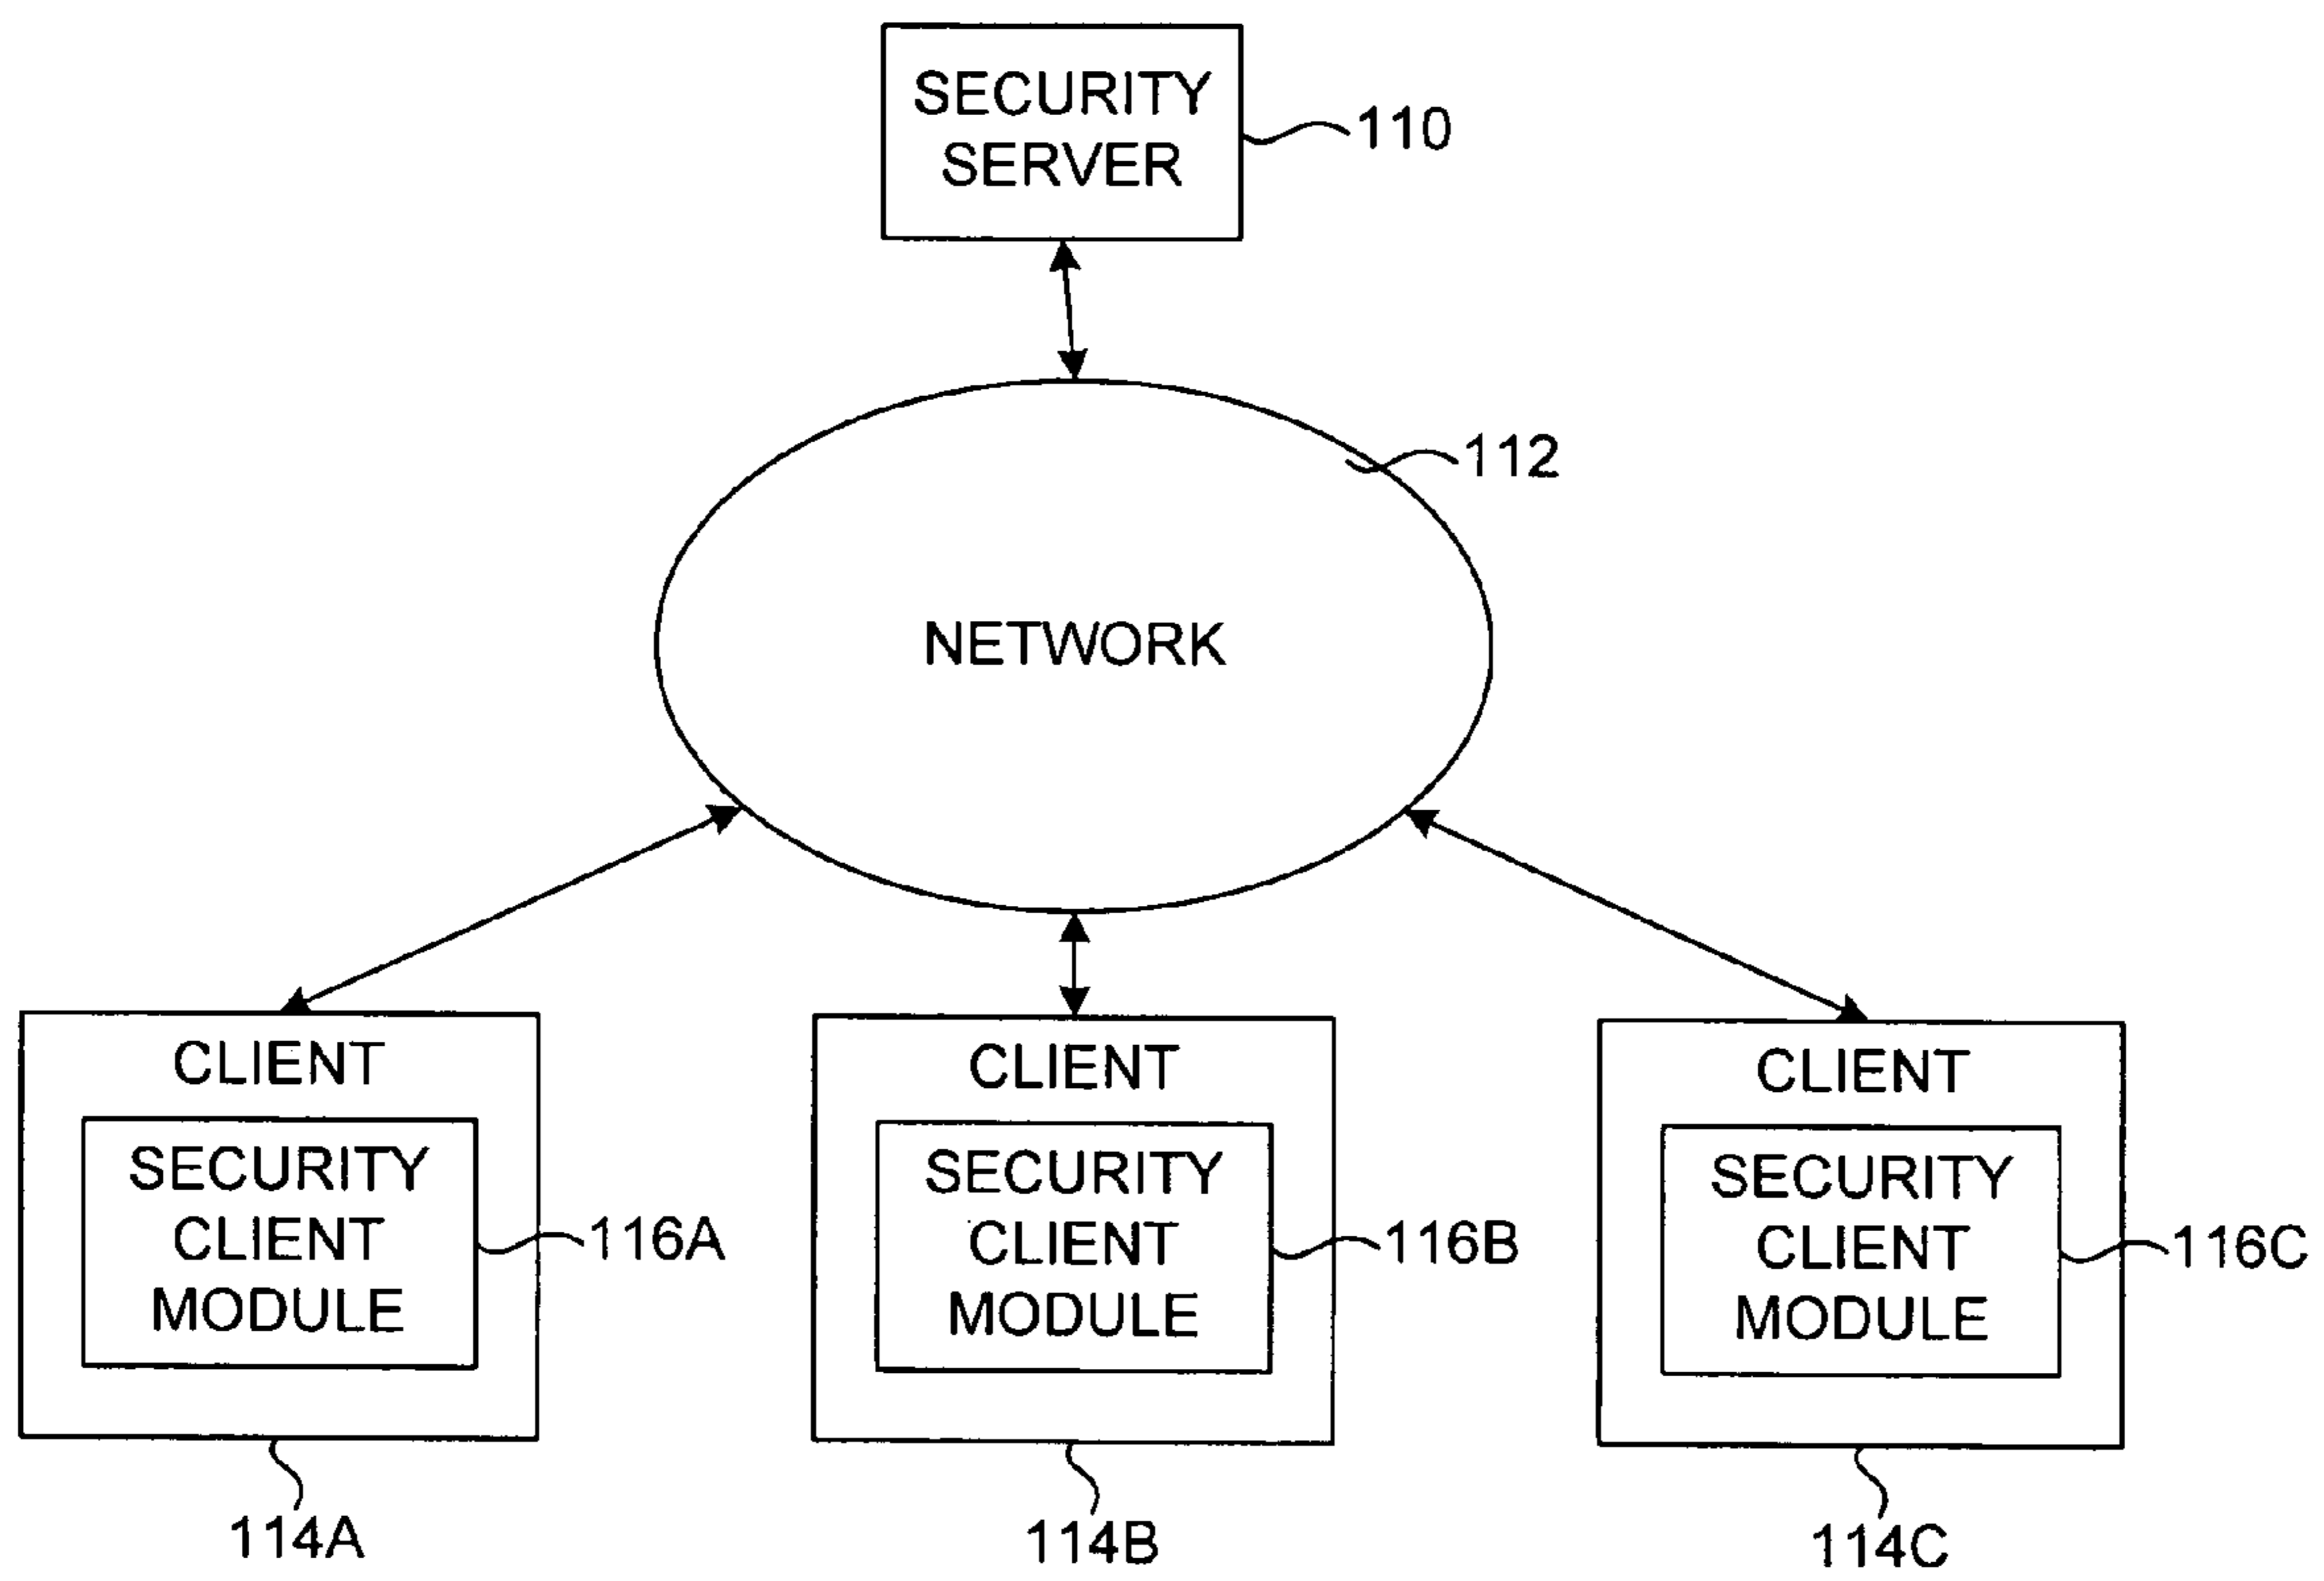 SECURITY
SERVER
110
112
NETWORK
CLIENT
SECURITY
CLIENT
MODULE
116A
114A
CLIENT
SECURITY
CLIENT
MODULE
116B
114B
CLIENT
SECURITY
CLIENT
MODULE
116C
114C